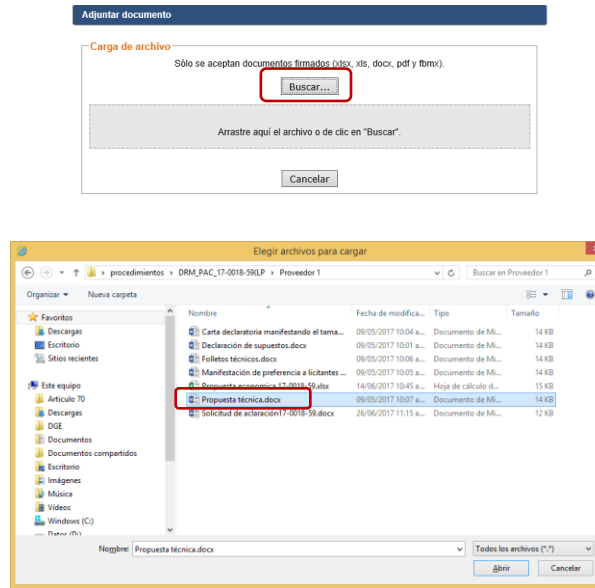 Adjuntar documento
Carga de archivo
Sólo se aceptan documentos firmados (xlsx, xls, docx, pdf y fbmx).
Buscar...
Arrastre aquí el archivo o de clic en "Buscar".
Cancelar
Elegir archivos para cargar
procedimientos ▸ DRM_PAC_17-0018-59(LP ▸ Proveedor 1
Buscar en Proveedor 1
Organizar Nueva carpeta
Nombre Fecha de modifica... Tipo Tamaño
Favoritos
Descargas
Escritorio
Sitios recientes
Este equipo
Articulo 70
Descargas
DGE
Documentos
Documentos compartidos
Escritorio
Imágenes
Música
Vídeos
Windows (C:)
Datos (D:)
Carta declaratoria manifestando el tama... 09/05/2017 10:04 a... Documento de Mi... 14 KB
Declaración de supuestos.docx 09/05/2017 10:01 a... Documento de Mi... 14 KB
Folletos técnicos.docx 09/05/2017 10:06 a... Documento de Mi... 14 KB
Manifestación de preferencia a licitantes ... 09/05/2017 10:05 a... Documento de Mi... 14 KB
Propuesta economica 17-0018-59.xlsx 14/06/2017 10:45 a... Hoja de cálculo d... 15 KB
Propuesta técnica.docx 09/05/2017 10:07 a... Documento de Mi... 14 KB
Solicitud de aclaración17-0018-59.docx 26/06/2017 11:15 a... Documento de Mi... 12 KB
Nombre: Propuesta técnica.docx
Todos los archivos (*.*)
Abrir
Cancelar